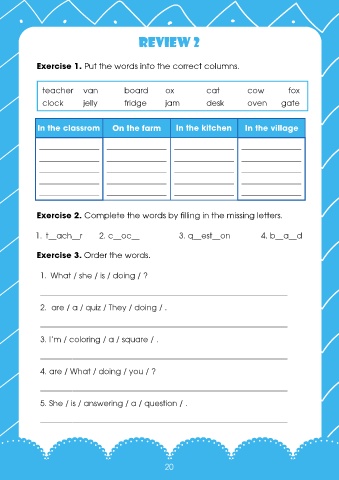 REVIEW 2
Exercise 1. Put the words into the correct columns.
teacher van board ox cat cow fox
clock jelly fridge jam desk oven gate
In the classrom On the farm In the kitchen In the village
Exercise 2. Complete the words by filling in the missing letters.
1. t__ach__r 2. c__oc__ 3. q__est__on 4. b__a__d
Exercise 3. Order the words.
1. What / she / is / doing / ?
2. are / a / quiz / They / doing / .
3. I'm / coloring / a / square / .
4. are / What / doing / you / ?
5. She / is / answering / a / question / .
20